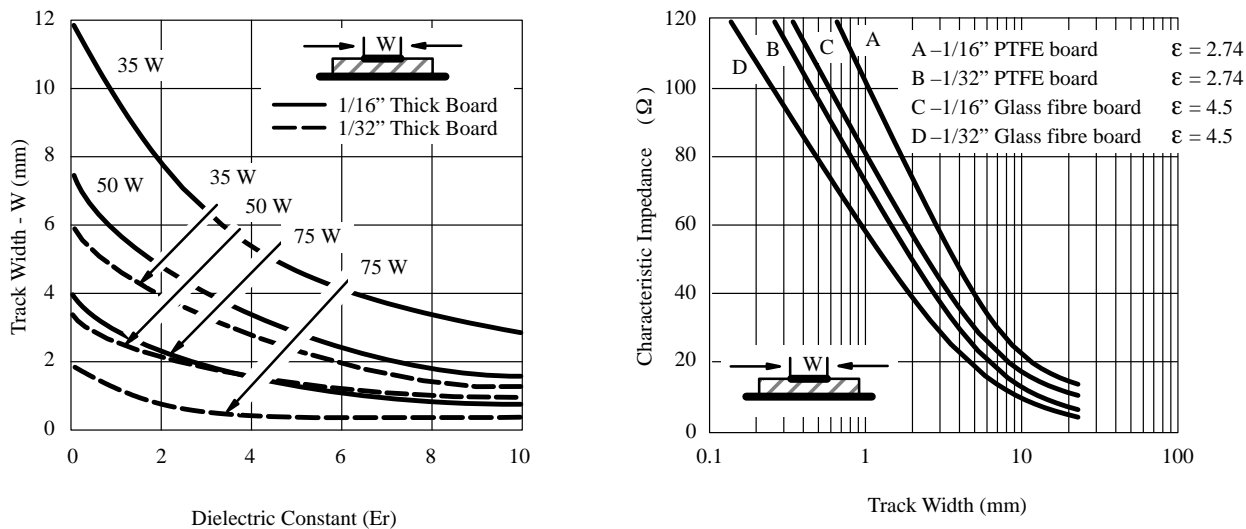 12
10
8
6
4
2
0
Track Width - W (mm)
35 W
50 W
35 W
50 W
75 W
75 W
W
1/16” Thick Board
1/32” Thick Board
0 2 4 6 8 10
Dielectric Constant (Er)
120
100
80
60
40
20
0
Characteristic Impedance (Ω)
D B C A
A –1/16” PTFE board ε = 2.74
B –1/32” PTFE board ε = 2.74
C –1/16” Glass fibre board ε = 4.5
D –1/32” Glass fibre board ε = 4.5
W
0.1 1 10 100
Track Width (mm)